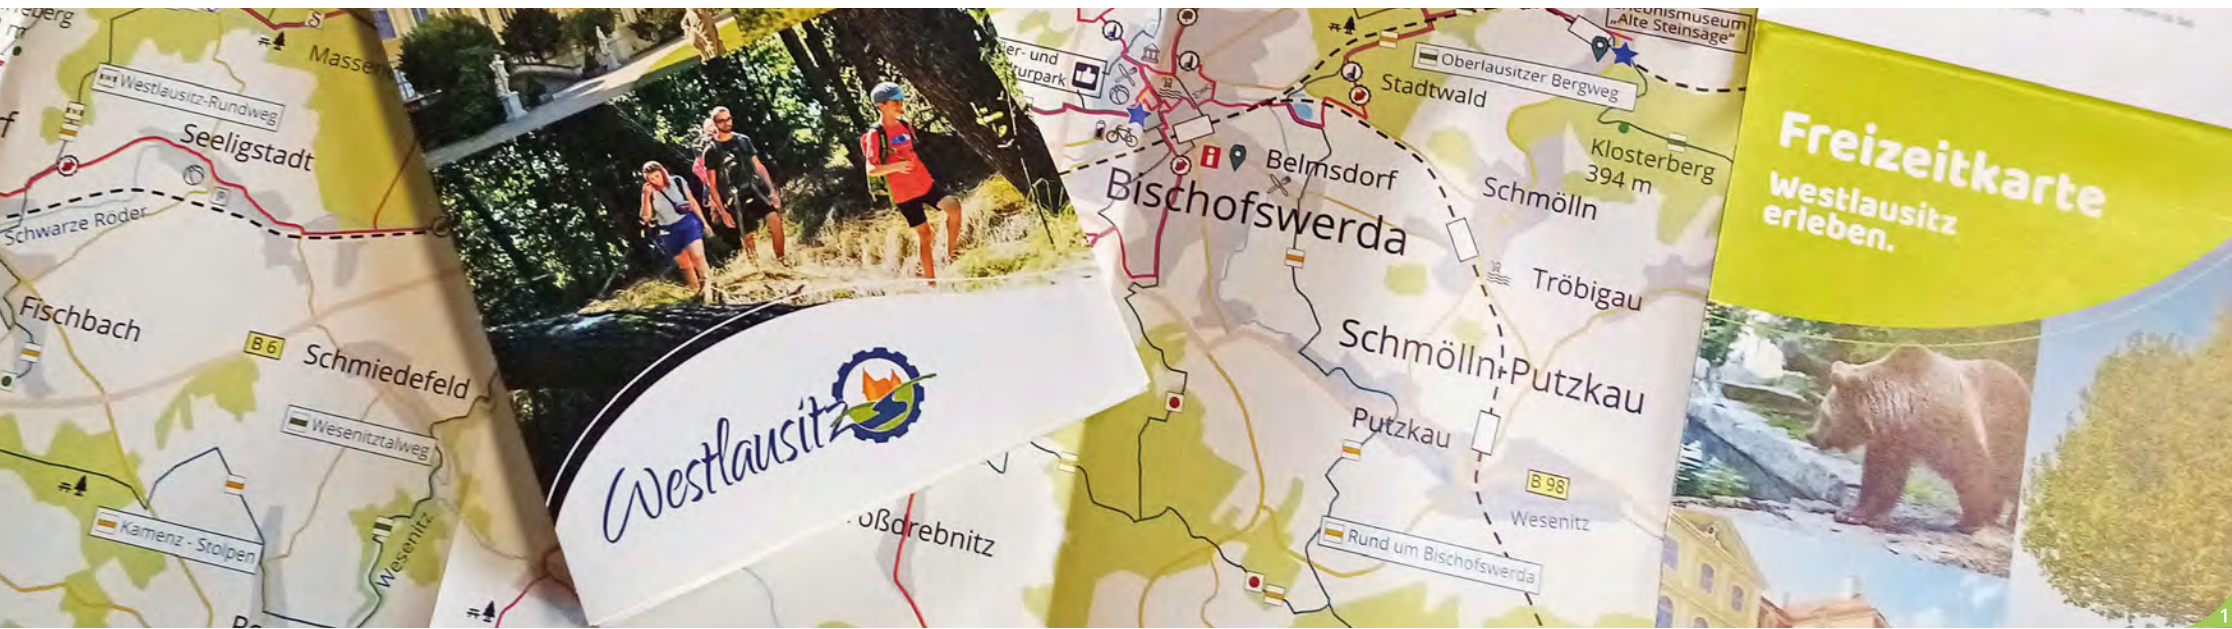 Massen
Westlausitz-Rundweg
Seeligstadt
Schwarze Röder
Fischbach
B 6
Schmiedefeld
Wesenitztalweg
Kamenz - Stolpen
Wesenitz
Westlausitz
oßdrebnitz
er- und
turpark
Bischofswerda
Belmsdorf
Stadtwald
Oberlausitzer Bergweg
„Alte Steinsäge“
Klosterberg
394 m
Schmölln
Tröbigau
Schmölln-Putzkau
Putzkau
B 98
Wesenitz
Rund um Bischofswerda
Freizeitkarte
Westlausitz
erleben.
1